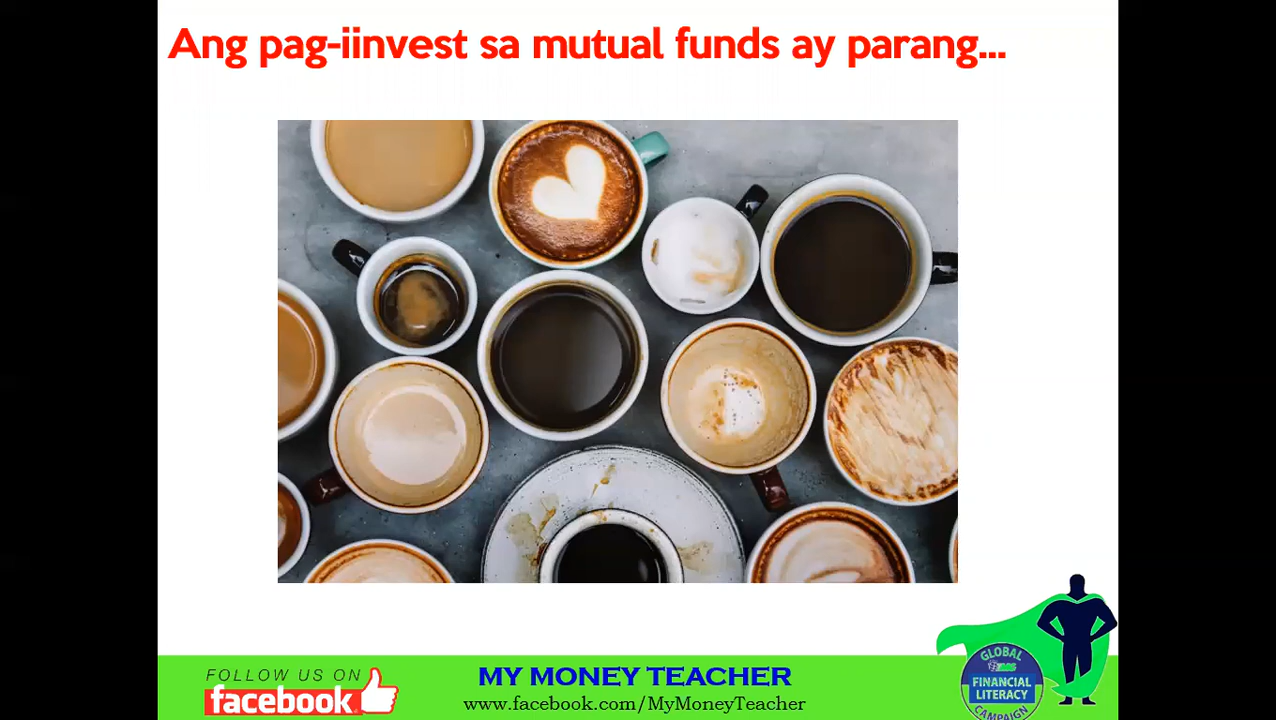 Ang pag-iinvest sa mutual funds ay parang...
FOLLOW US ON
facebook
MY MONEY TEACHER
www.facebook.com/MyMoneyTeacher
GLOBAL
FINANCIAL
LITERACY
CAMPAIGN